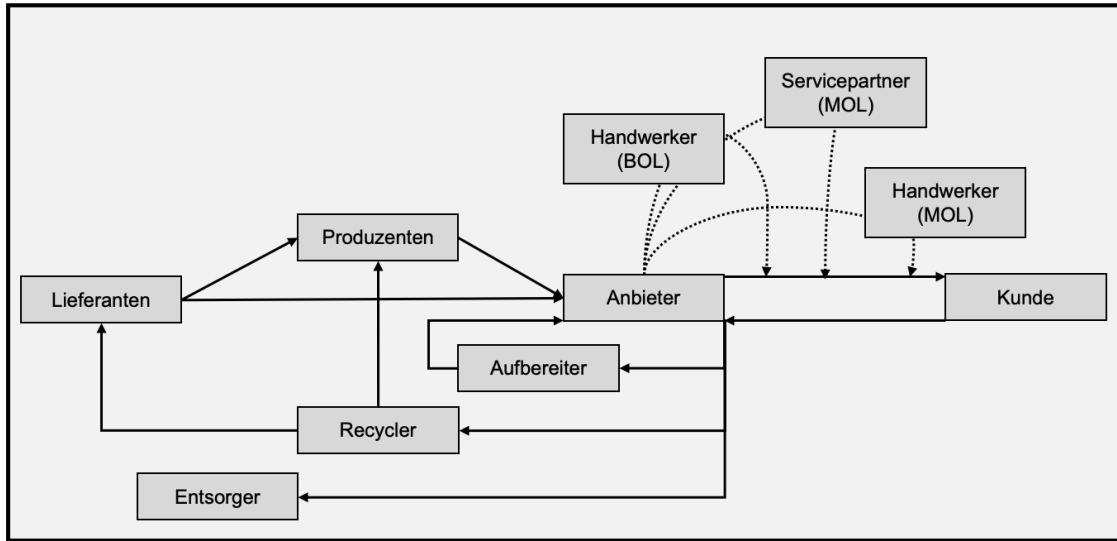 Servicepartner
(MOL)
Handwerker
(BOL)
Handwerker
(MOL)
Produzenten
Lieferanten
Anbieter
Kunde
Aufbereiter
Recycler
Entsorger